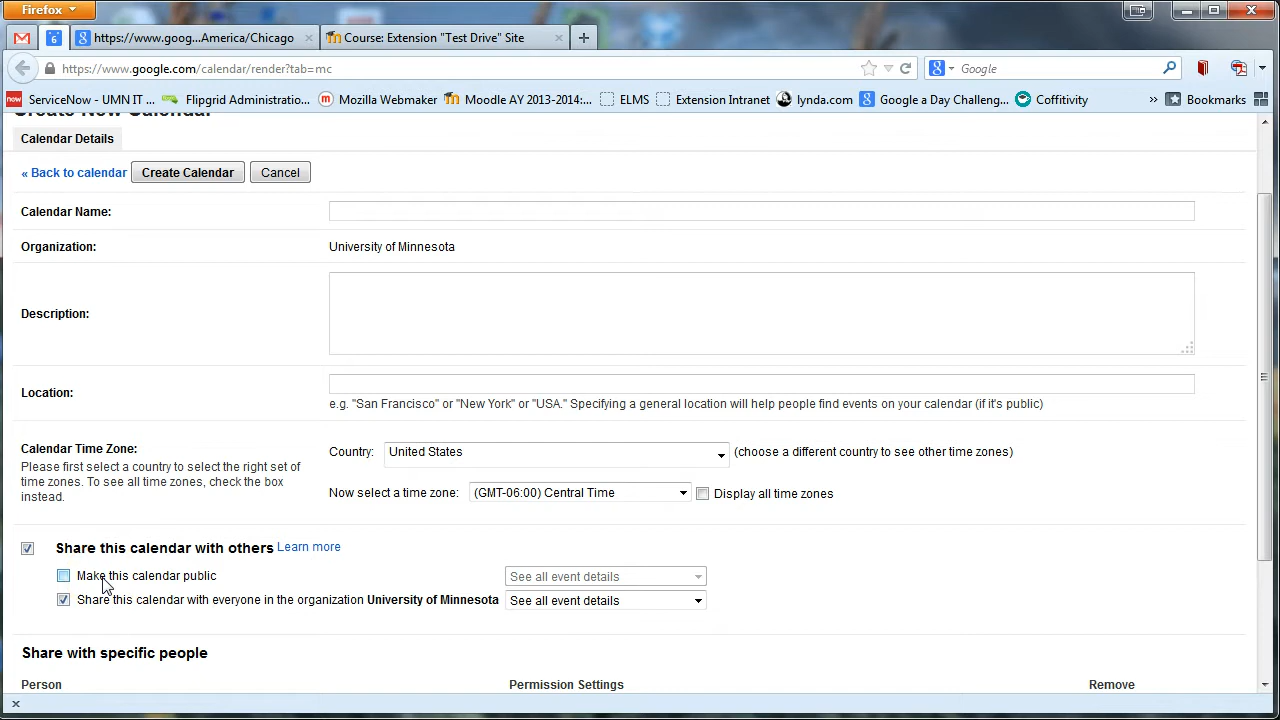 Firefox
6
https://www.goog...America/Chicago
Course: Extension "Test Drive" Site
https://www.google.com/calendar/render?tab=mc
Google
now ServiceNow - UMN IT ...
Flipgrid Administratio...
Mozilla Webmaker
Moodle AY 2013-2014:...
ELMS
Extension Intranet
lynda.com
Google a Day Challeng...
Coffitivity
»
Bookmarks
Create New Calendar
Calendar Details
« Back to calendar
Create Calendar
Cancel
Calendar Name:
Organization:
University of Minnesota
Description:
Location:
e.g. "San Francisco" or "New York" or "USA." Specifying a general location will help people find events on your calendar (if it's public)
Calendar Time Zone:
Please first select a country to select the right set of
time zones. To see all time zones, check the box
instead.
Country: United States (choose a different country to see other time zones)
Now select a time zone: (GMT-06:00) Central Time Display all time zones
Share this calendar with others Learn more
Make this calendar public See all event details
Share this calendar with everyone in the organization University of Minnesota See all event details
Share with specific people
Person Permission Settings Remove
x